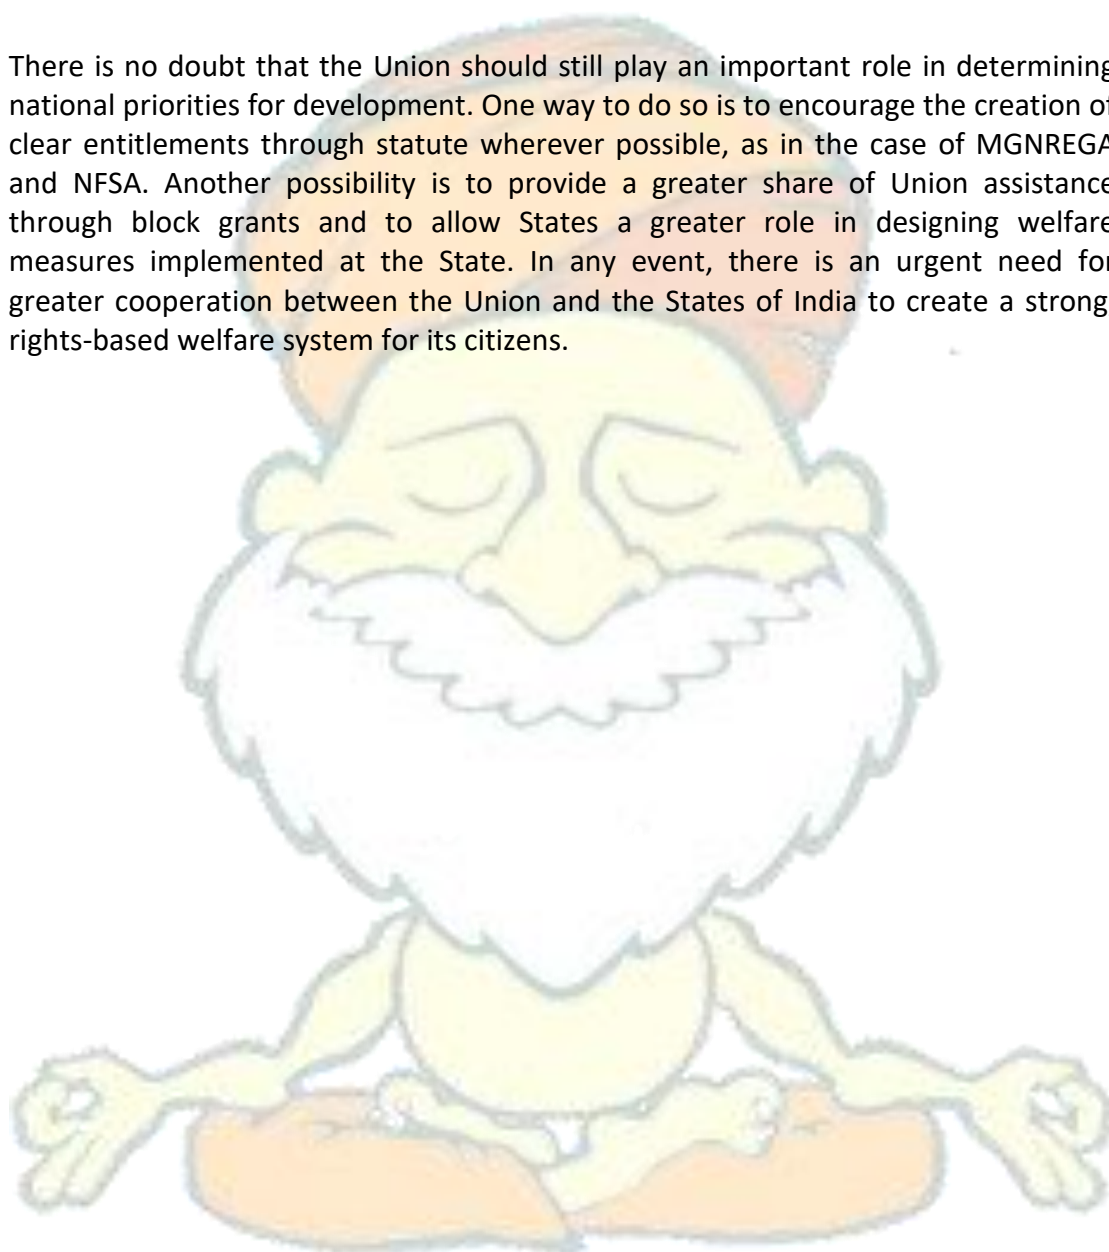 There is no doubt that the Union should still play an important role in determining
national priorities for development. One way to do so is to encourage the creation of
clear entitlements through statute wherever possible, as in the case of MGNREGA
and NFSA. Another possibility is to provide a greater share of Union assistance
through block grants and to allow States a greater role in designing welfare
measures implemented at the State. In any event, there is an urgent need for
greater cooperation between the Union and the States of India to create a strong
rights-based welfare system for its citizens.